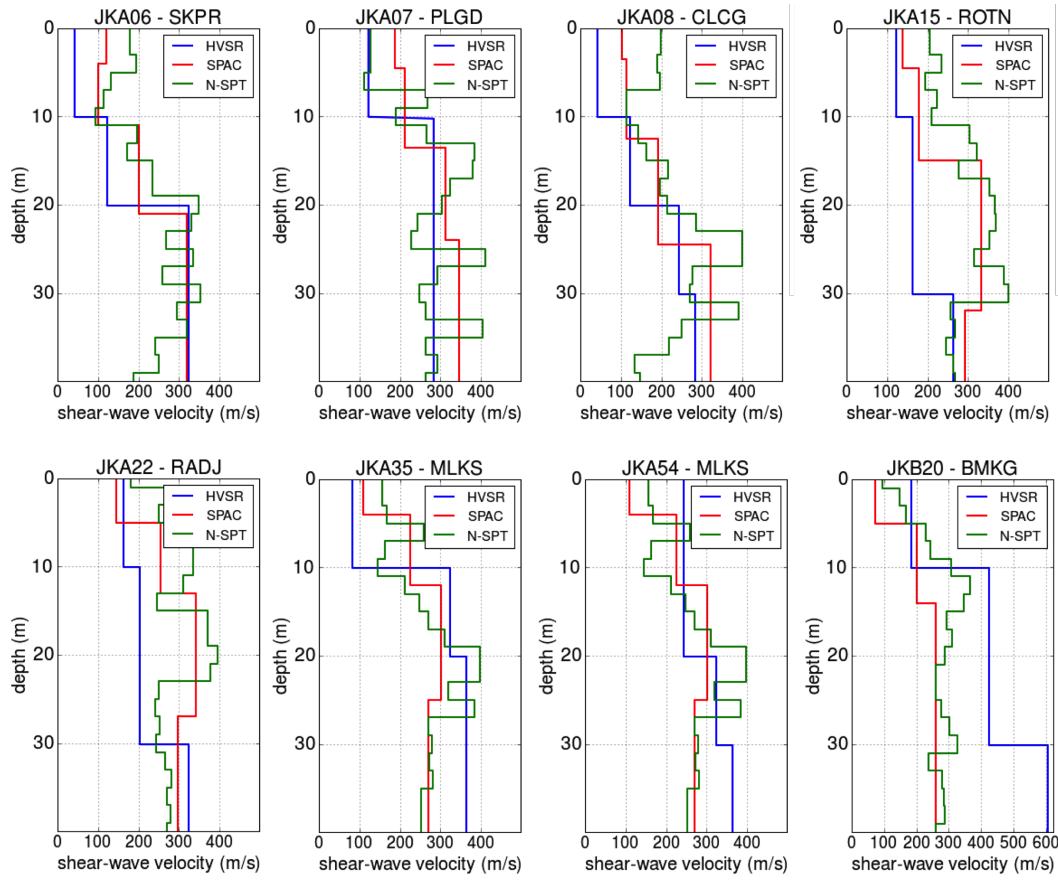 JKA06 - SKPR
JKA07 - PLGD
JKA08 - CLCG
JKA15 - ROTN
0
10
20
30
depth (m)
HVSR
SPAC
N-SPT
0 100 200 300 400
shear-wave velocity (m/s)
0
10
20
30
depth (m)
HVSR
SPAC
N-SPT
0 100 200 300 400
shear-wave velocity (m/s)
0
10
20
30
depth (m)
HVSR
SPAC
N-SPT
0 100 200 300 400
shear-wave velocity (m/s)
0
10
20
30
depth (m)
HVSR
SPAC
N-SPT
0 100 200 300 400
shear-wave velocity (m/s)
JKA22 - RADJ
JKA35 - MLKS
JKA54 - MLKS
JKB20 - BMKG
0
10
20
30
depth (m)
HVSR
SPAC
N-SPT
0 100 200 300 400
shear-wave velocity (m/s)
0
10
20
30
depth (m)
HVSR
SPAC
N-SPT
0 100 200 300 400
shear-wave velocity (m/s)
0
10
20
30
depth (m)
HVSR
SPAC
N-SPT
0 100 200 300 400
shear-wave velocity (m/s)
0
10
20
30
depth (m)
HVSR
SPAC
N-SPT
0 100 200 300 400 500 600
shear-wave velocity (m/s)